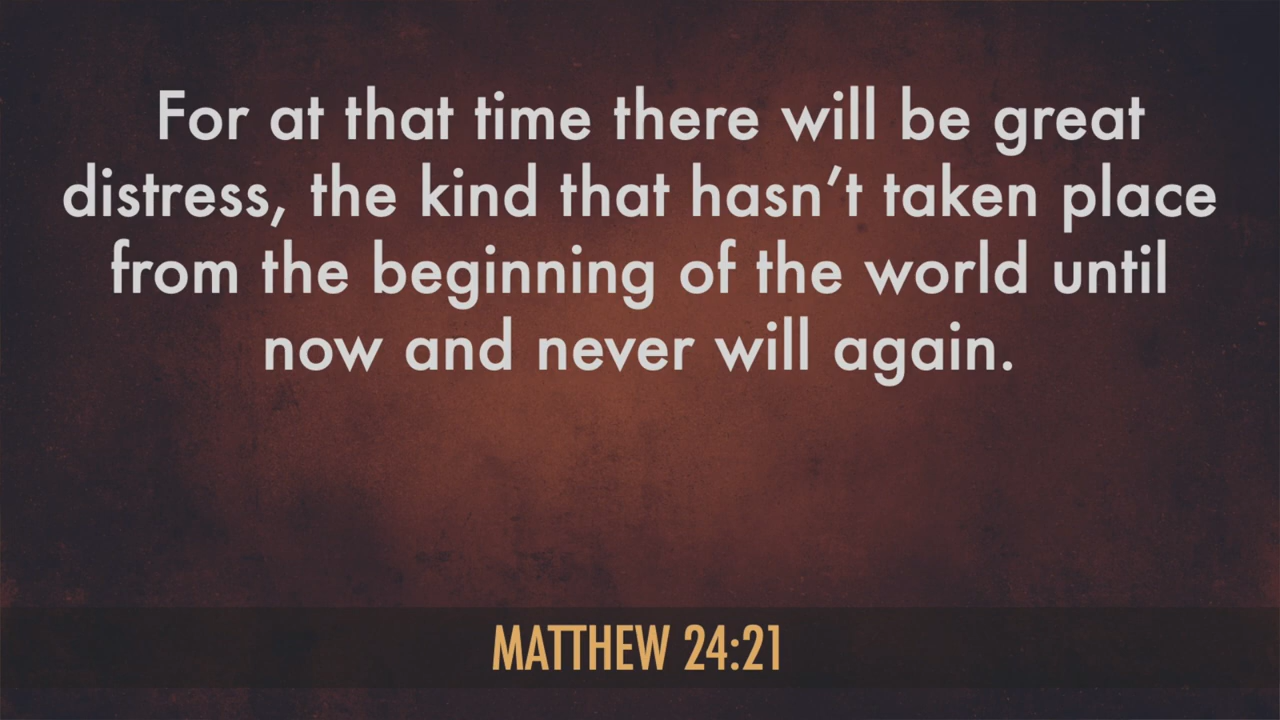 For at that time there will be great
distress, the kind that hasn’t taken place
from the beginning of the world until
now and never will again.
MATTHEW 24:21